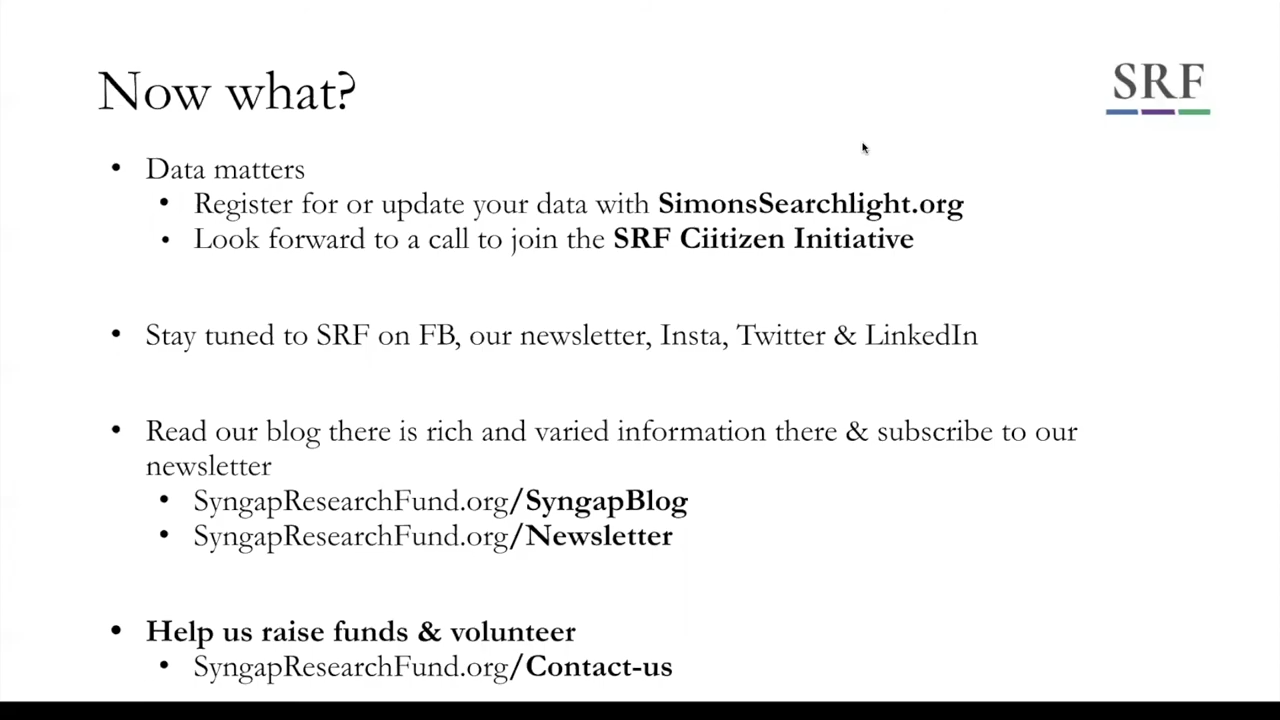 Now what?
SRF
• Data matters
• Register for or update your data with SimonsSearchlight.org
• Look forward to a call to join the SRF Ciitizen Initiative
• Stay tuned to SRF on FB, our newsletter, Insta, Twitter & LinkedIn
• Read our blog there is rich and varied information there & subscribe to our
newsletter
• SyngapResearchFund.org/SyngapBlog
• SyngapResearchFund.org/Newsletter
• Help us raise funds & volunteer
• SyngapResearchFund.org/Contact-us